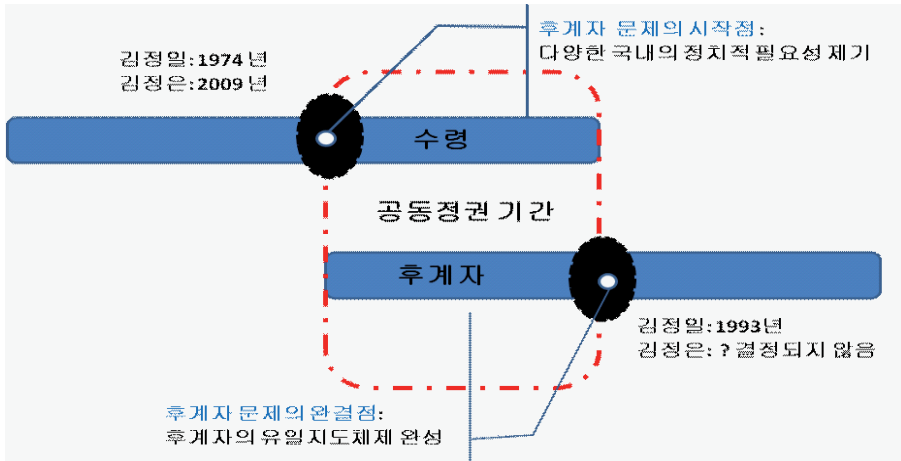 후계자 문제의 시작점:
다양한 국내의 정치적 필요성 제기
김정일: 1974년
김정은: 2009년
수령
공동정권 기간
후계자
김정일: 1993년
김정은: ? 결정되지 않음
후계자 문제의 완결점:
후계자의 유일지도체제 완성